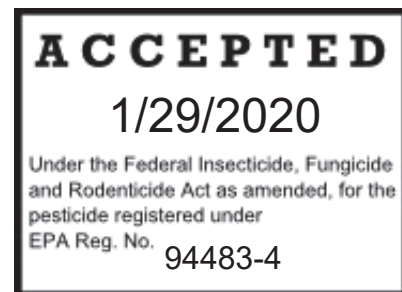 ACCEPTED
1/29/2020
Under the Federal Insecticide, Fungicide
and Rodenticide Act as amended, for the
pesticide registered under
EPA Reg. No. 94483-4